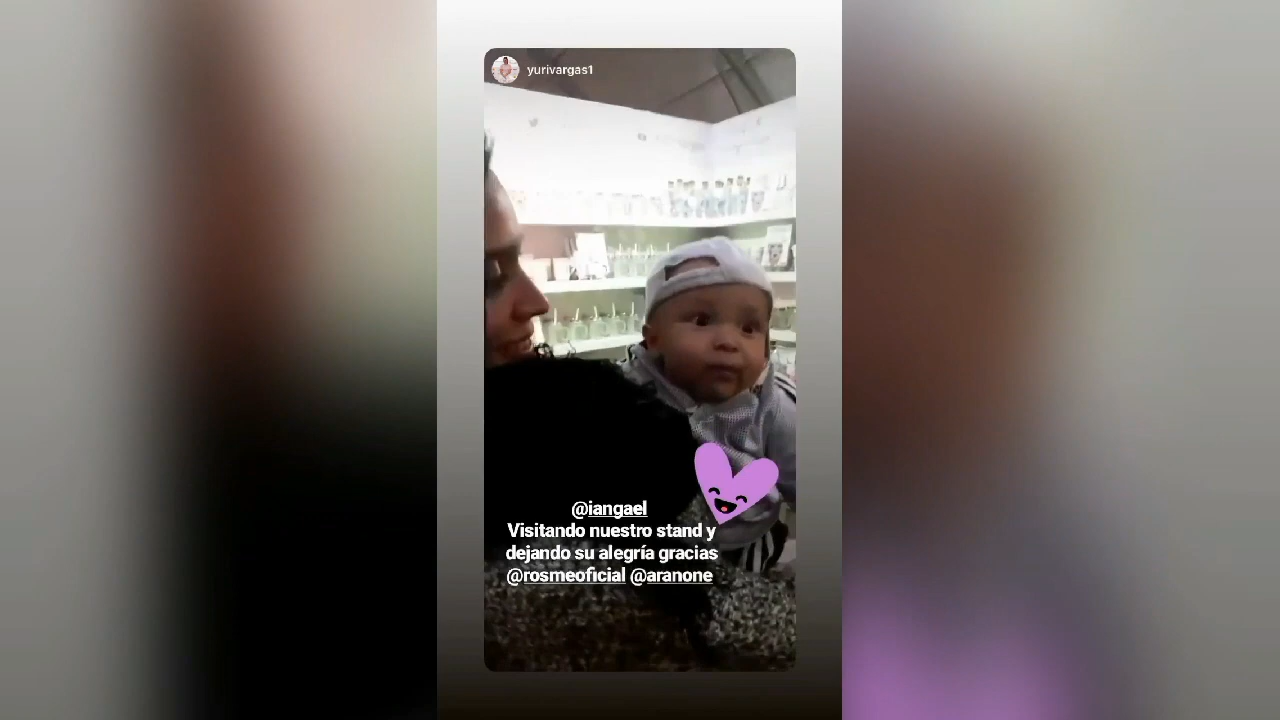 yurivargas1
@iangael
Visitando nuestro stand y
dejando su alegría gracias
@rosmeoficial @aranone